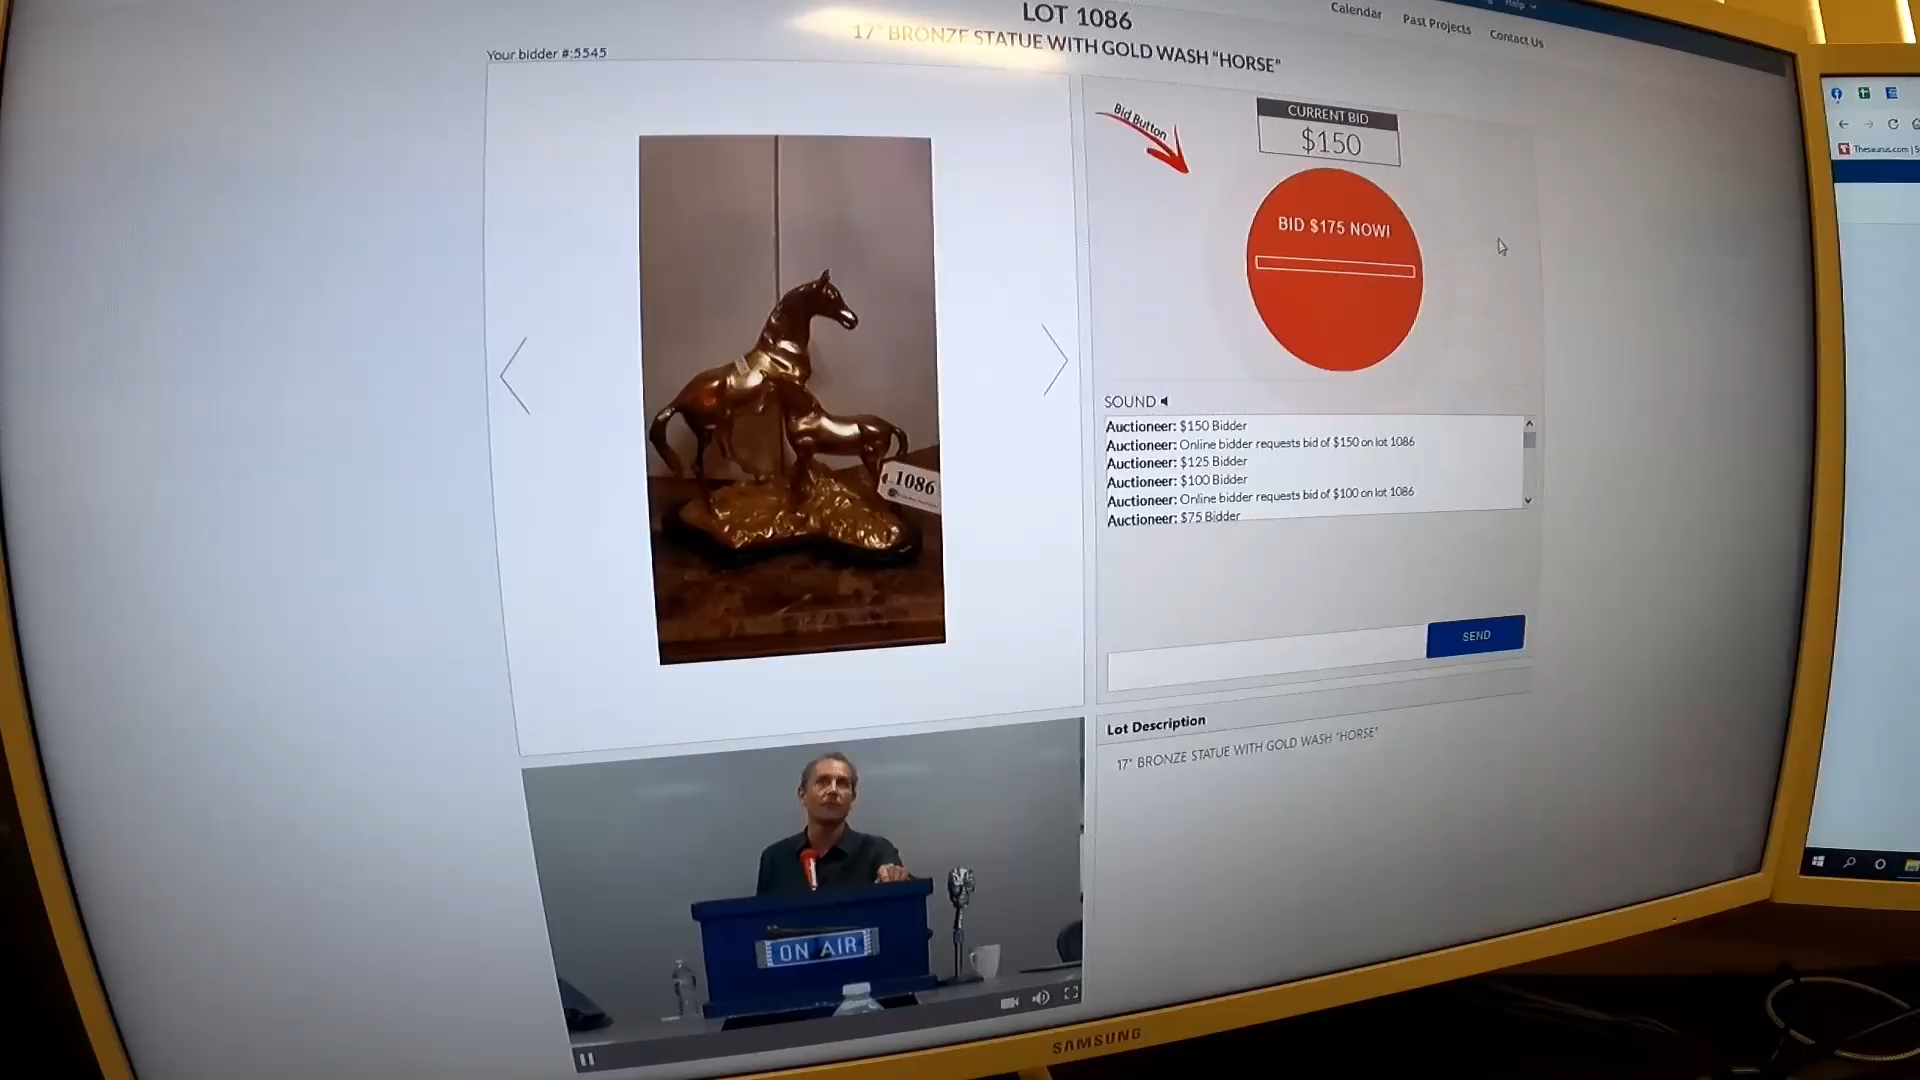 Help
Calendar
Past Projects
Contact Us
LOT 1086
17" BRONZE STATUE WITH GOLD WASH "HORSE"
Your bidder #:5545
Bid Button
CURRENT BID
$150
BID $175 NOW!
1086
SOUND
Auctioneer: $150 Bidder
Auctioneer: Online bidder requests bid of $150 on lot 1086
Auctioneer: $125 Bidder
Auctioneer: $100 Bidder
Auctioneer: Online bidder requests bid of $100 on lot 1086
Auctioneer: $75 Bidder
SEND
Lot Description
17" BRONZE STATUE WITH GOLD WASH "HORSE"
ON AIR
SAMSUNG
Thesaurus.com | S